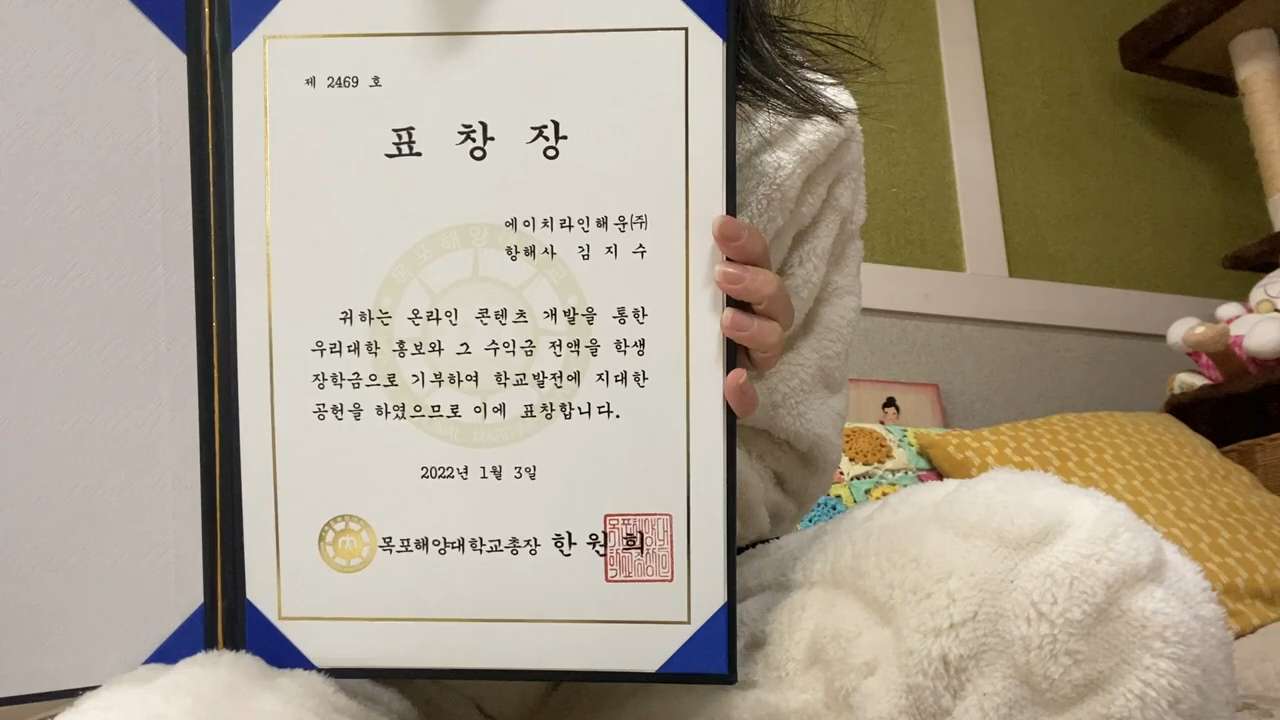 제 2469 호
표 창 장
에이치라인해운(주)
항해사 김 지 수
귀하는 온라인 콘텐츠 개발을 통한
우리대학 홍보와 그 수익금 전액을 학생
장학금으로 기부하여 학교발전에 지대한
공헌을 하였으므로 이에 표창합니다.
2022년 1월 3일
목포해양대학교총장 한 원 희